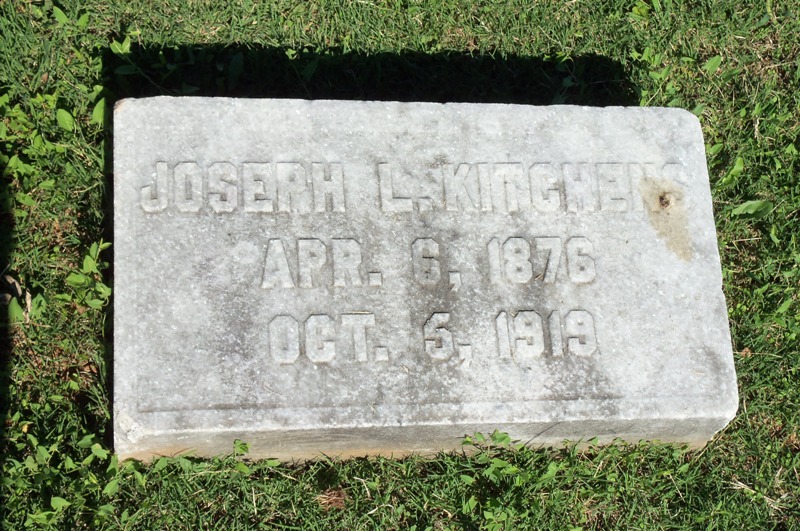 JOSEPH L. KITCHENS
APR. 6, 1876
OCT. 5, 1919